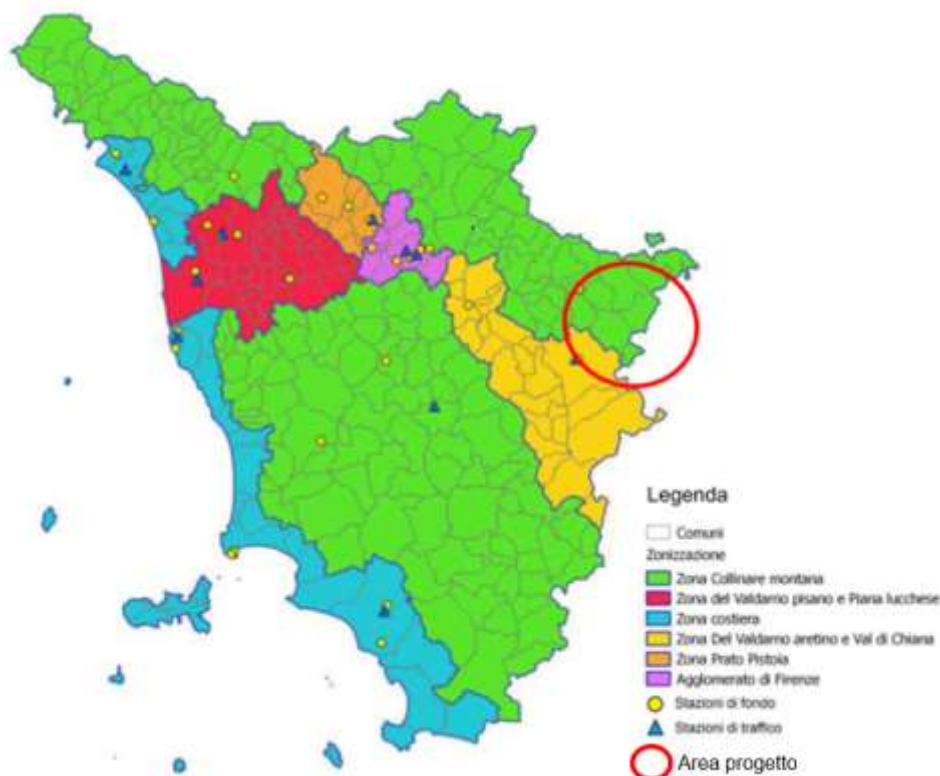 Legenda
Comuni
Zonizzazione
Zona Collinare montana
Zona del Valdarno pisano e Piana lucchese
Zona costiera
Zona Del Valdarno aretino e Val di Chiana
Zona Prato Pistoia
Agglomerato di Firenze
Stazioni di fondo
Stazioni di traffico
Area progetto